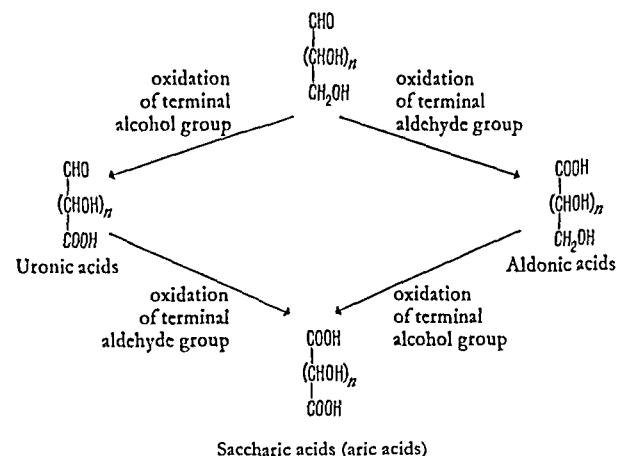 CHO
(CHOH)n
CH2OH
oxidation
of terminal
alcohol group
oxidation
of terminal
aldehyde group
CHO
(CHOH)n
COOH
Uronic acids
COOH
(CHOH)n
CH2OH
Aldonic acids
oxidation
of terminal
aldehyde group
oxidation
of terminal
alcohol group
COOH
(CHOH)n
COOH
Saccharic acids (aric acids)